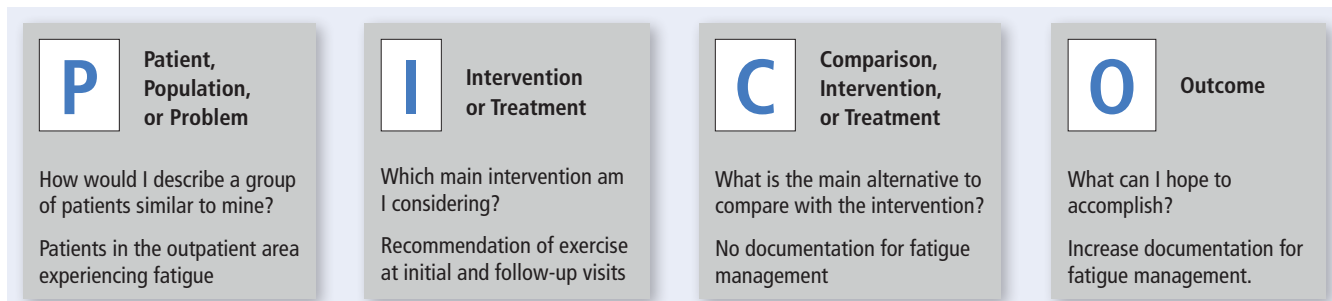 P
Patient,
Population,
or Problem
How would I describe a group
of patients similar to mine?
Patients in the outpatient area
experiencing fatigue
I
Intervention
or Treatment
Which main intervention am
I considering?
Recommendation of exercise
at initial and follow-up visits
C
Comparison,
Intervention,
or Treatment
What is the main alternative to
compare with the intervention?
No documentation for fatigue
management
O
Outcome
What can I hope to
accomplish?
Increase documentation for
fatigue management.